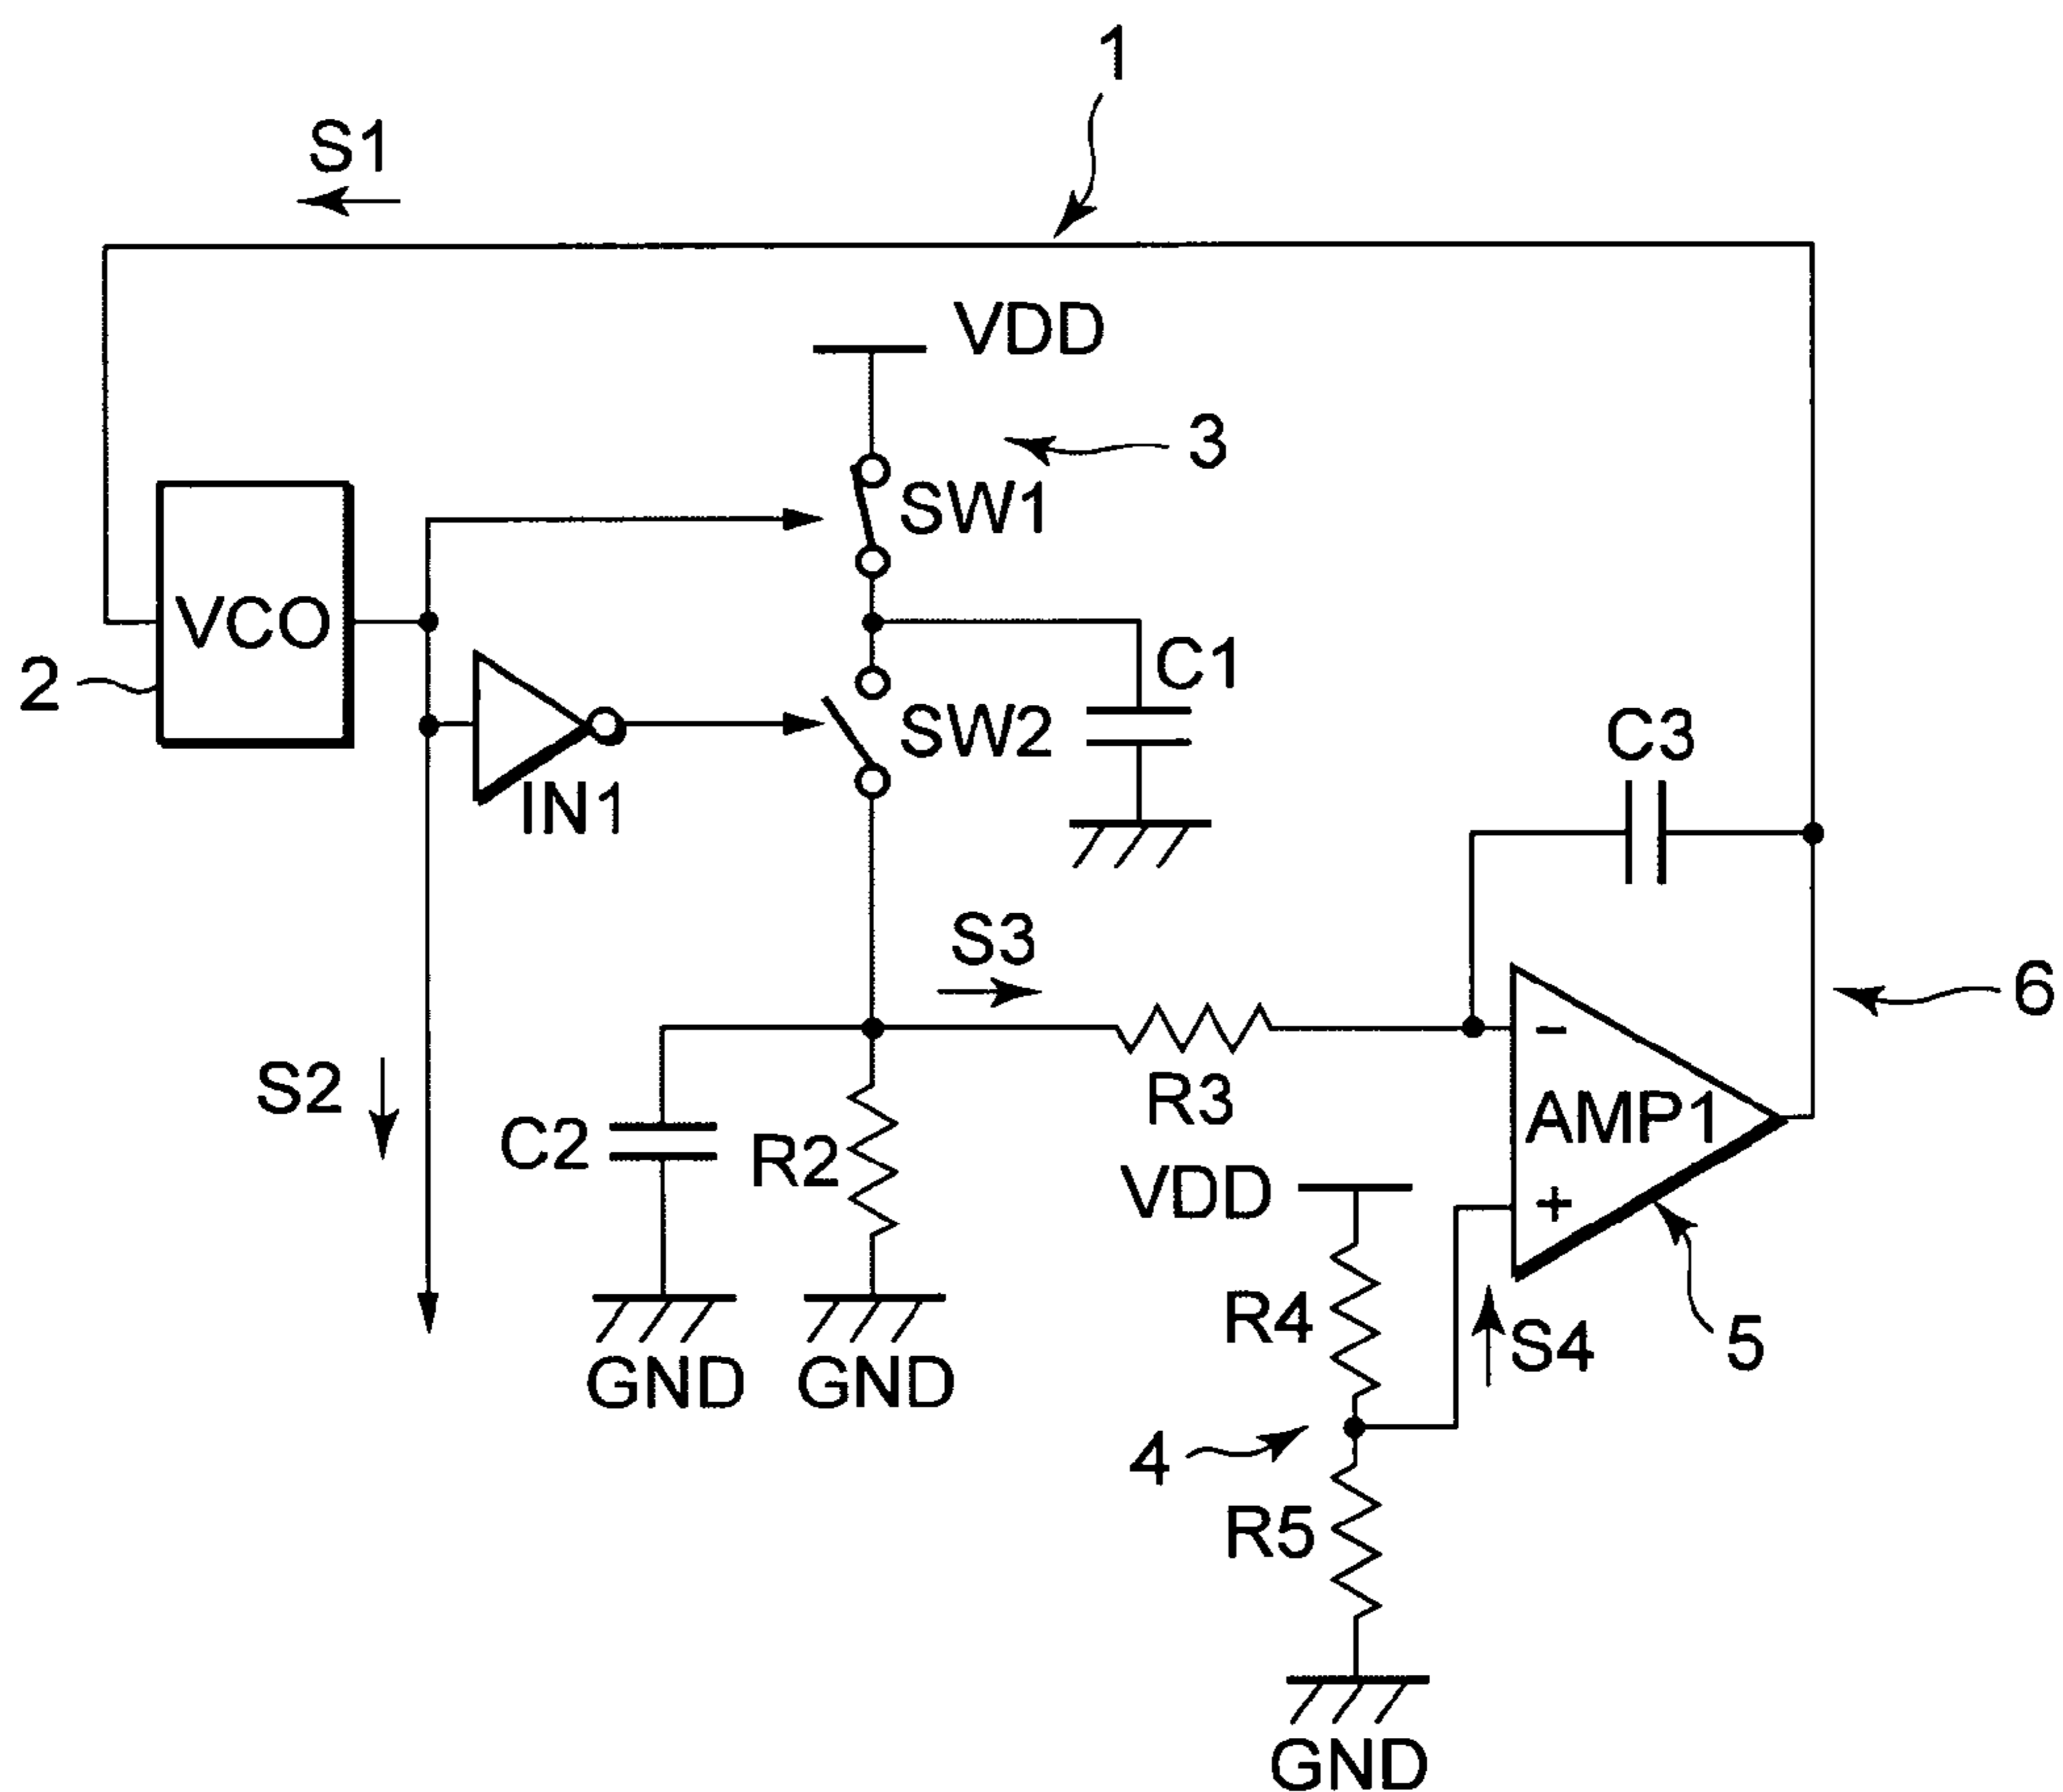 1
S1
VDD
3
SW1
VCO
2
C1
SW2
C3
IN1
S3
6
S2
-
C2
R2
R3
AMP1
VDD
+
R4
S4
5
GND
GND
4
R5
GND